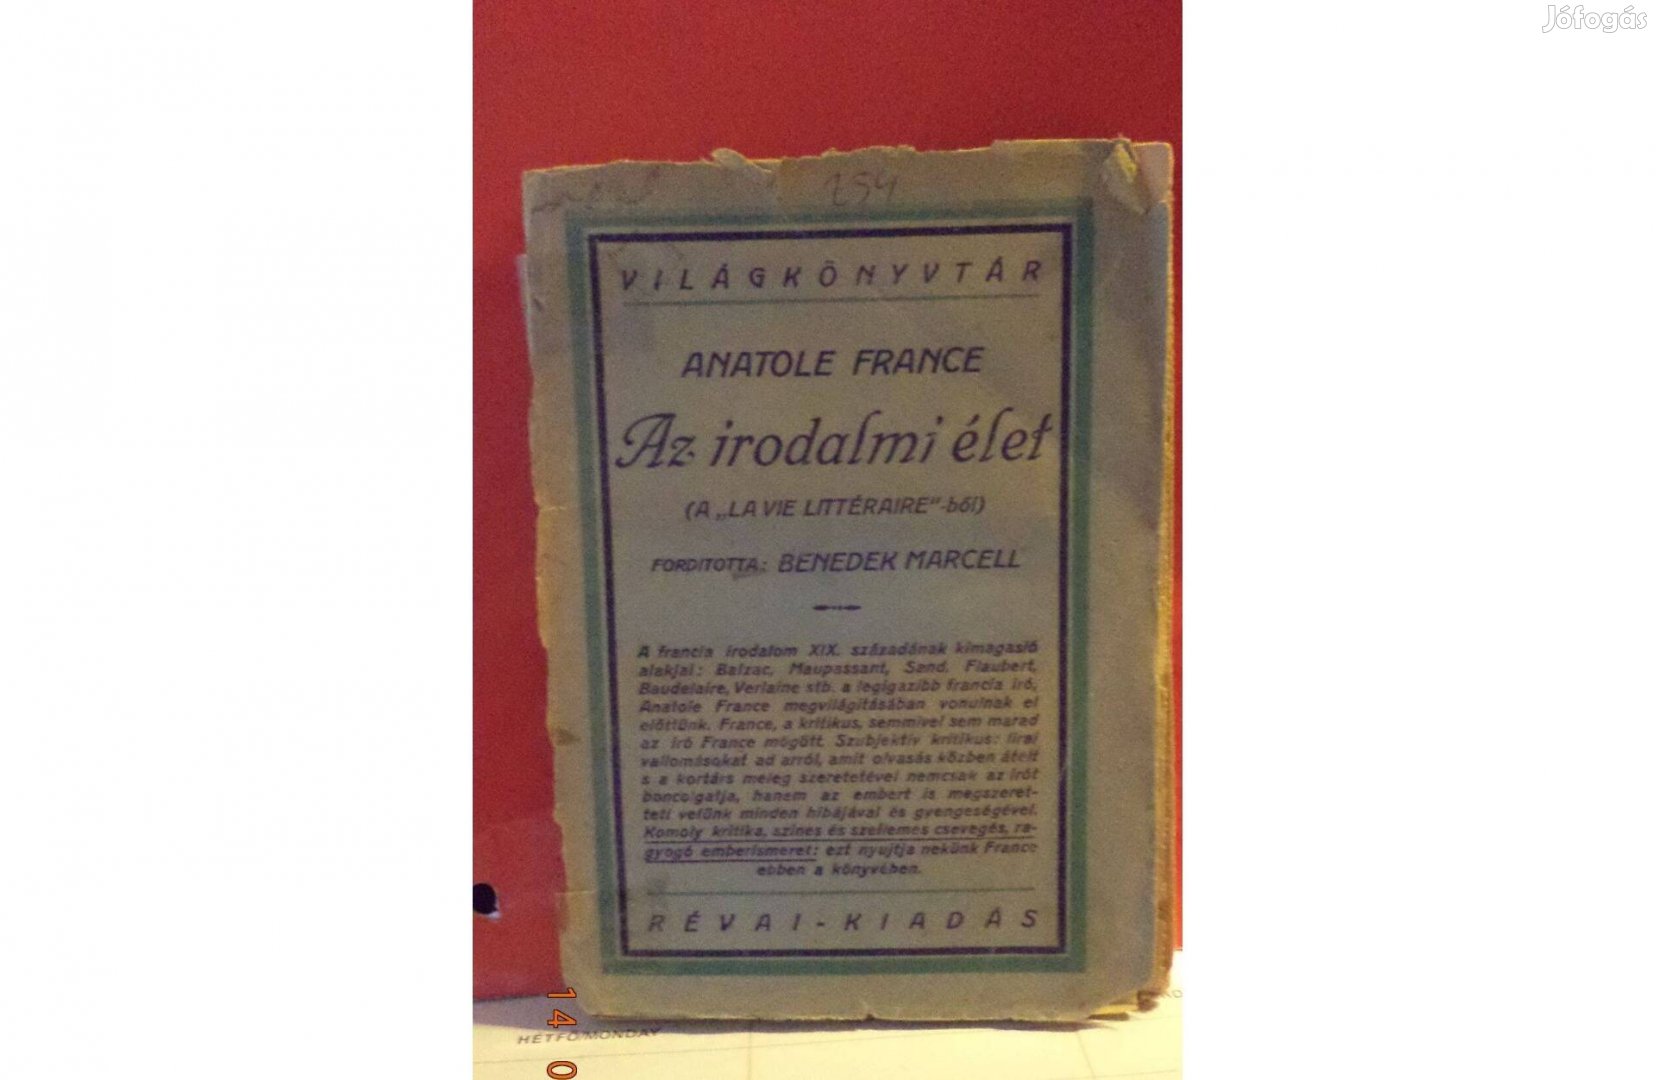 Jófogás
254
VILÁGKÖNYVTÁR
ANATOLE FRANCE
Az irodalmi élet
(A „LA VIE LITTÉRAIRE"-ből)
FORDITOTTA: BENEDEK MARCELL
A francia irodalom XIX. századának kimagasló
alakjai: Balzac, Maupassant, Sand, Flaubert,
Baudelaire, Verlaine stb. a legigazibb francia író,
Anatole France megvilágításában vonulnak el
előttünk. France, a kritikus, semmivel sem marad
az író France mögött. Szubjektív kritikus: lírai
vallomásokat ad arról, amit olvasás közben átélt
s a kortárs meleg szeretetével nemcsak az írót
boncolgatja, hanem az embert is megszeret-
teti velünk minden hibájával és gyengeségével.
Komoly kritika, színes és szellemes csevegés, ra-
gyogó emberismeret: ezt nyujtja nekünk France
ebben a könyvében.
RÉVAI-KIADÁS
HÉTFŐ/MONDAY
14 0